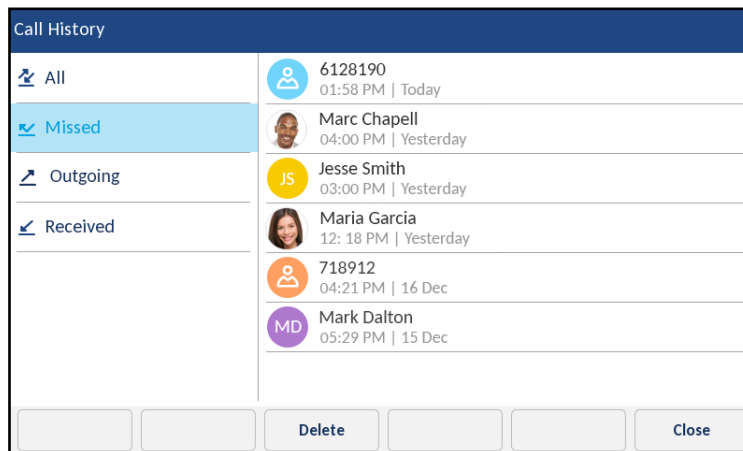 Call History
All
Missed
Outgoing
Received
6128190
01:58 PM | Today
Marc Chapell
04:00 PM | Yesterday
JS
Jesse Smith
03:00 PM | Yesterday
Maria Garcia
12: 18 PM | Yesterday
718912
04:21 PM | 16 Dec
MD
Mark Dalton
05:29 PM | 15 Dec
Delete
Close